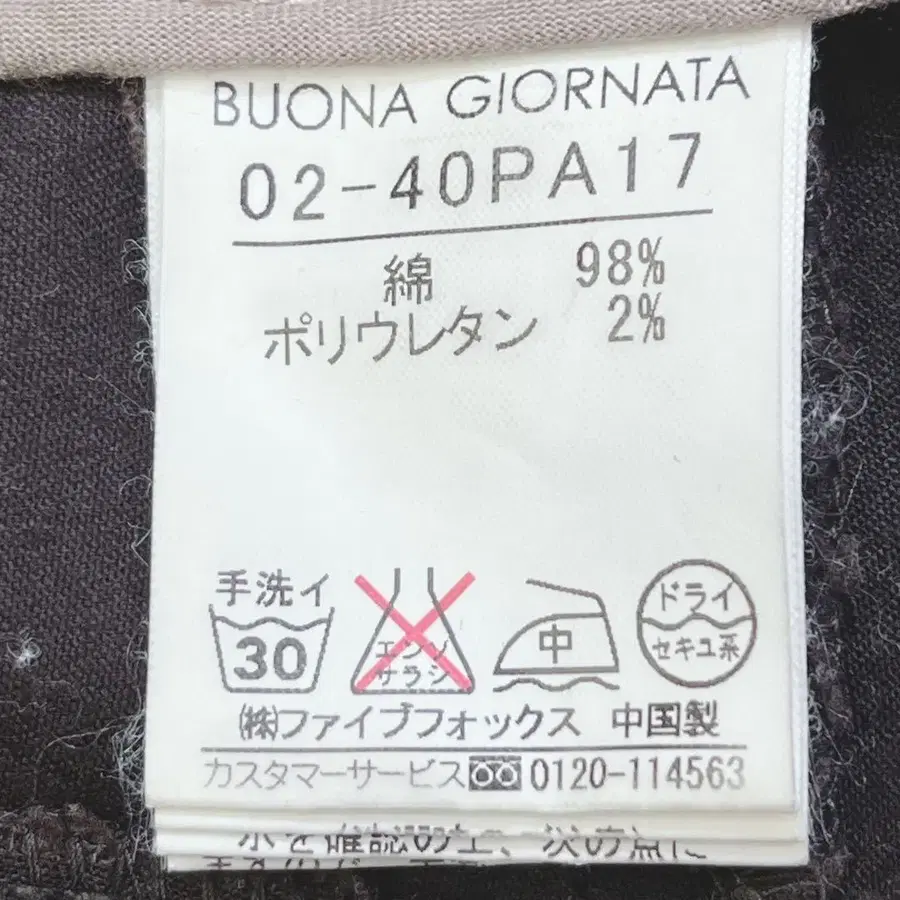 BUONA GIORNATA
02-40PA17
綿 98%
ポリウレタン 2%
手洗イ
30
エンソ
サラシ
中
ドライ
セキユ系
㈱ファイブフォックス 中国製
カスタマーサービス 0120-114563